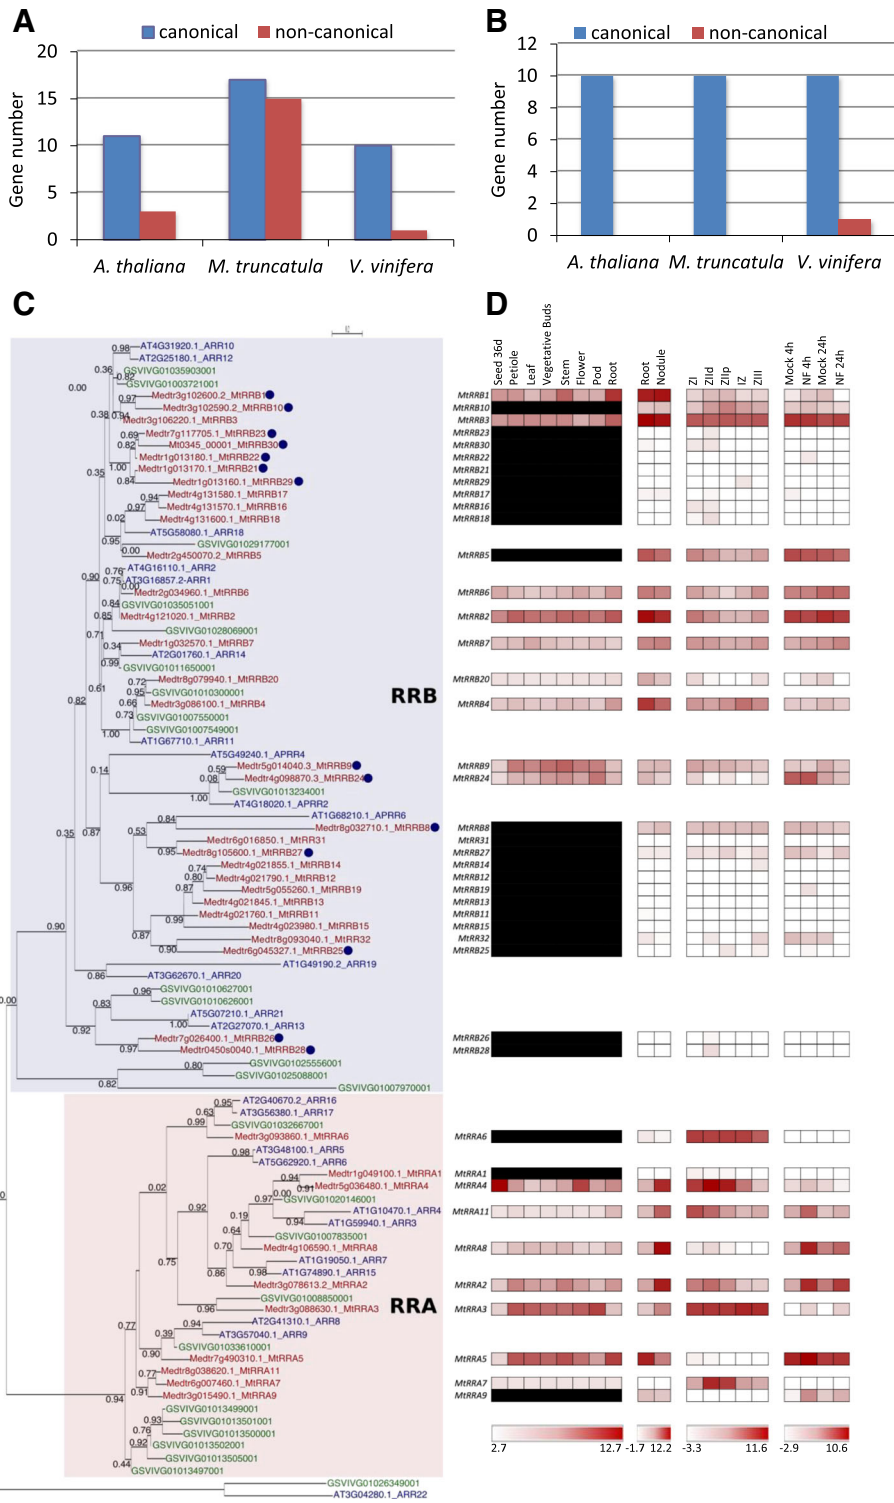 A
canonical non-canonical
Gene number
20
15
10
5
0
A. thaliana M. truncatula V. vinifera
B
canonical non-canonical
Gene number
12
10
8
6
4
2
0
A. thaliana M. truncatula V. vinifera
C
AT4G31920.1_ARR10
AT2G25180.1_ARR12
GSVIVG01035903001
GSVIVG01003721001
Medtr3g102600.2_MtRRB1
Medtr3g102590.2_MtRRB10
Medtr3g106220.1_MtRRB3
Medtr7g117705.1_MtRRB23
Mt0345_00001_MtRRB30
Medtr1g013180.1_MtRRB22
Medtr1g013170.1_MtRRB21
Medtr1g013160.1_MtRRB29
Medtr4g131580.1_MtRRB17
Medtr4g131570.1_MtRRB16
Medtr4g131600.1_MtRRB18
AT5G58080.1_ARR18
GSVIVG01029177001
Medtr2g450070.2_MtRRB5
AT4G16110.1_ARR2
AT3G16857.2-ARR1
Medtr2g034960.1_MtRRB6
GSVIVG01035051001
Medtr4g121020.1_MtRRB2
GSVIVG01028069001
Medtr1g032570.1_MtRRB7
AT2G01760.1_ARR14
GSVIVG01011650001
Medtr8g079940.1_MtRRB20
GSVIVG01010300001
Medtr3g086100.1_MtRRB4
GSVIVG01007550001
GSVIVG01007549001
AT1G67710.1_ARR11
AT5G49240.1_APRR4
Medtr5g014040.3_MtRRB9
Medtr4g098870.3_MtRRB24
GSVIVG01013234001
AT4G18020.1_APRR2
AT1G68210.1_APRR6
Medtr8g032710.1_MtRRB8
Medtr6g016850.1_MtRR31
Medtr8g105600.1_MtRRB27
Medtr4g021855.1_MtRRB14
Medtr4g021790.1_MtRRB12
Medtr5g055260.1_MtRRB19
Medtr4g021845.1_MtRRB13
Medtr4g021760.1_MtRRB11
Medtr4g023980.1_MtRRB15
Medtr8g093040.1_MtRR32
Medtr6g045327.1_MtRRB25
AT1G49190.2_ARR19
AT3G62670.1_ARR20
GSVIVG01010627001
GSVIVG01010626001
AT5G07210.1_ARR21
AT2G27070.1_ARR13
Medtr7g026400.1_MtRRB26
Medtr0450s0040.1_MtRRB28
GSVIVG01025556001
GSVIVG01025088001
GSVIVG01007970001
RRB
AT2G40670.2_ARR16
AT3G56380.1_ARR17
GSVIVG01032667001
Medtr3g093860.1_MtRRA6
AT3G48100.1_ARR5
AT5G62920.1_ARR6
Medtr1g049100.1_MtRRA1
Medtr5g036480.1_MtRRA4
GSVIVG01020146001
AT1G10470.1_ARR4
AT1G59940.1_ARR3
GSVIVG01007835001
Medtr4g106590.1_MtRRA8
AT1G19050.1_ARR7
AT1G74890.1_ARR15
Medtr3g078613.2_MtRRA2
GSVIVG01008850001
Medtr3g088630.1_MtRRA3
AT2G41310.1_ARR8
AT3G57040.1_ARR9
GSVIVG01033610001
Medtr7g490310.1_MtRRA5
Medtr8g038620.1_MtRRA11
Medtr6g007460.1_MtRRA7
Medtr3g015490.1_MtRRA9
GSVIVG01013499001
GSVIVG01013501001
GSVIVG01013500001
GSVIVG01013502001
GSVIVG01013505001
GSVIVG01013497001
RRA
GSVIVG01026349001
AT3G04280.1_ARR22
D
Seed 36d
Petiole
Leaf
Vegetative Buds
Stem
Flower
Pod
Root
Root
Nodule
ZI
ZIId
ZIIp
IZ
ZIII
Mock 4h
NF 4h
Mock 24h
NF 24h
MtRRB1
MtRRB10
MtRRB3
MtRRB23
MtRRB30
MtRRB22
MtRRB21
MtRRB29
MtRRB17
MtRRB16
MtRRB18
MtRRB5
MtRRB6
MtRRB2
MtRRB7
MtRRB20
MtRRB4
MtRRB9
MtRRB24
MtRRB8
MtRR31
MtRRB27
MtRRB14
MtRRB12
MtRRB19
MtRRB13
MtRRB11
MtRRB15
MtRR32
MtRRB25
MtRRB26
MtRRB28
MtRRA6
MtRRA1
MtRRA4
MtRRA11
MtRRA8
MtRRA2
MtRRA3
MtRRA5
MtRRA7
MtRRA9
2.7 12.7 -1.7 12.2 -3.3 11.6 -2.9 10.6